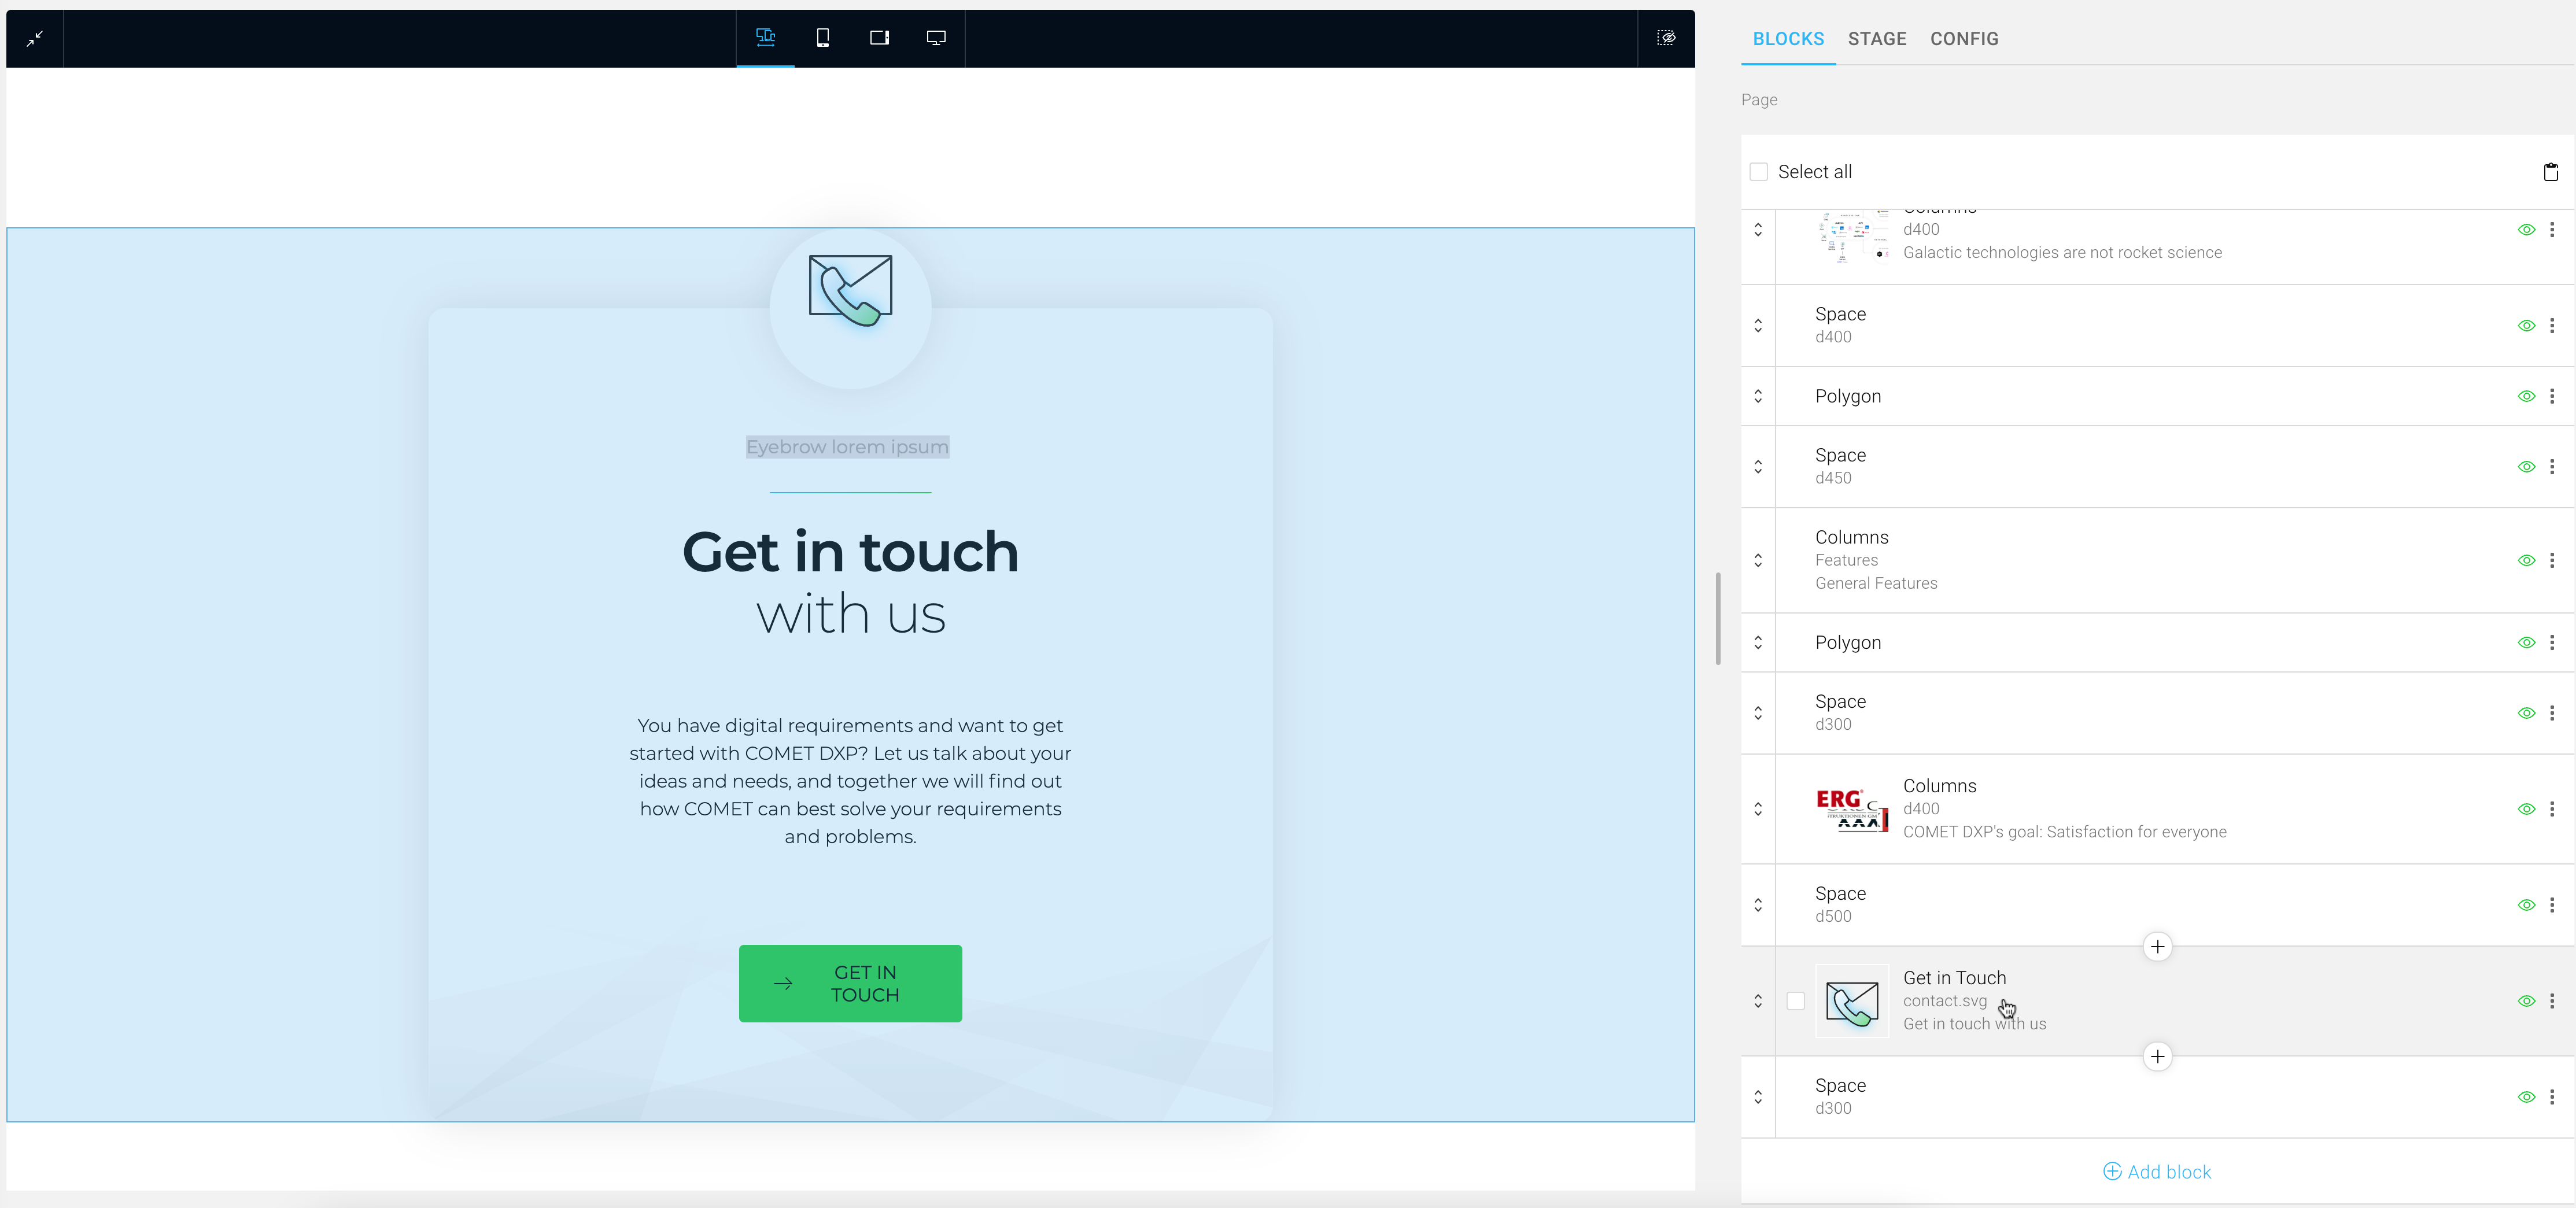 BLOCKS STAGE CONFIG
Page
Select all
Columns
d400
Galactic technologies are not rocket science
Space
d400
Polygon
Space
d450
Columns
Features
General Features
Polygon
Space
d300
ERG
Columns
d400
COMET DXP's goal: Satisfaction for everyone
Space
d500
Get in Touch
contact.svg
Get in touch with us
Space
d300
Add block
Eyebrow lorem ipsum
Get in touch
with us
You have digital requirements and want to get
started with COMET DXP? Let us talk about your
ideas and needs, and together we will find out
how COMET can best solve your requirements
and problems.
GET IN
TOUCH